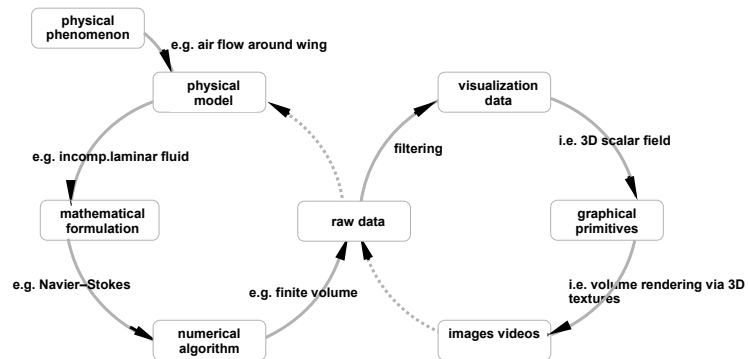 physical
phenomenon
e.g. air flow around wing
physical
model
visualization
data
e.g. incomp.laminar fluid
filtering
i.e. 3D scalar field
mathematical
formulation
raw data
graphical
primitives
e.g. Navier–Stokes
e.g. finite volume
i.e. volume rendering via 3D
textures
numerical
algorithm
images videos